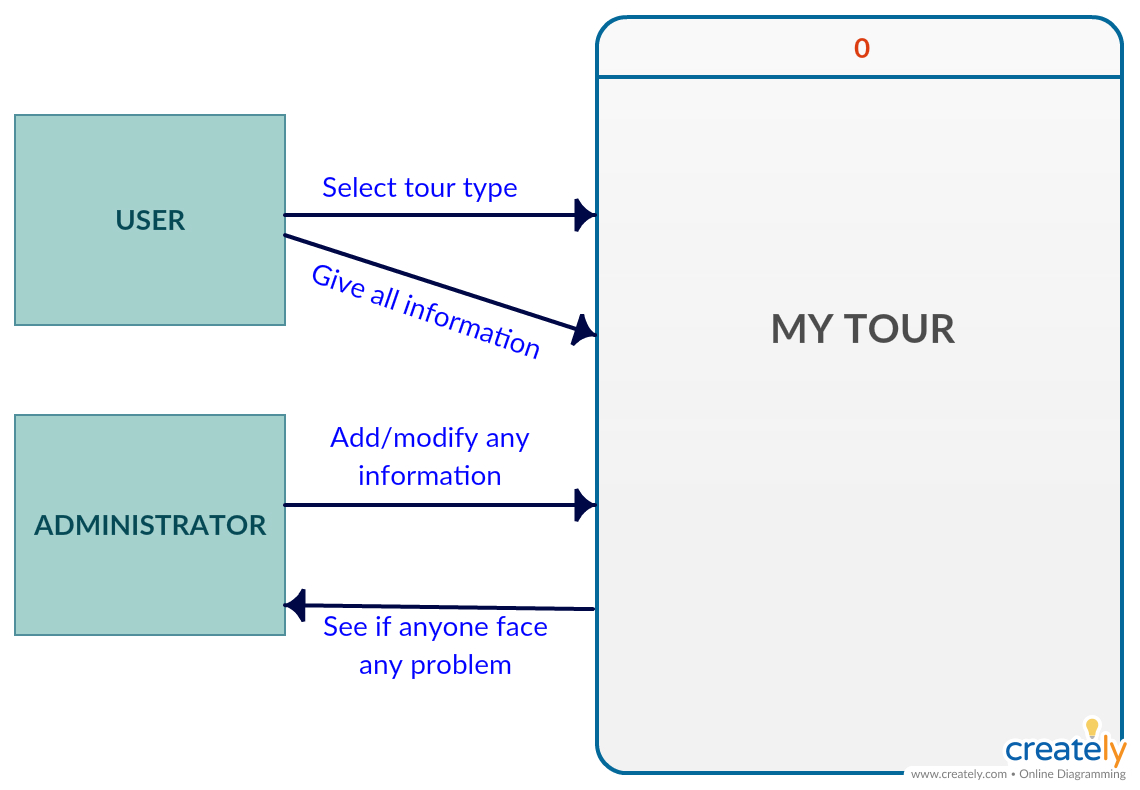 0
USER
Select tour type
Give all information
MY TOUR
ADMINISTRATOR
Add/modify any
information
See if anyone face
any problem
creately
www.creately.com • Online Diagramming